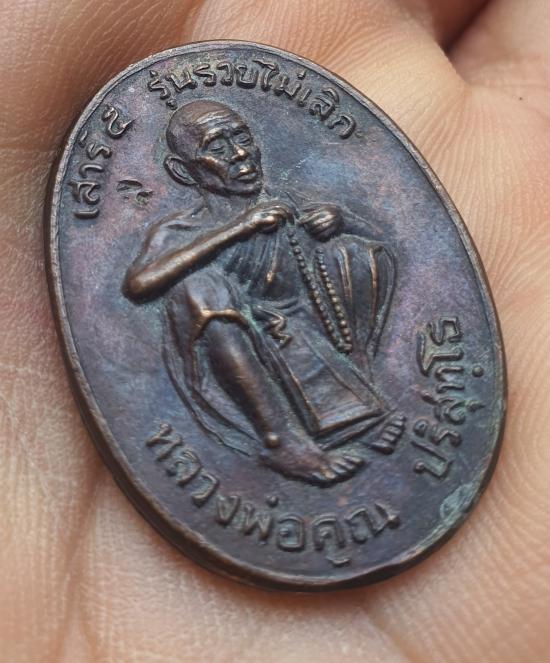 เสาร์ ๕ รุ่นรวยไม่เลิก
หลวงพ่อคูณ ปริสุทฺโธ